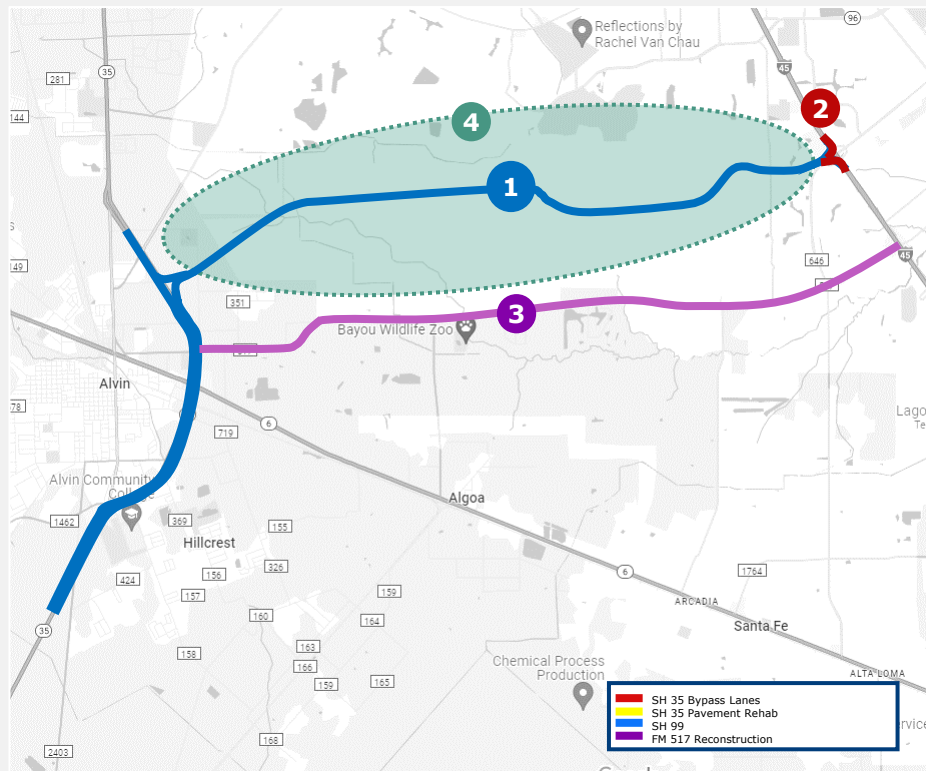 96
Reflections by
Rachel Van Chau
35
281
45
144
2
4
1
149
646
45
351
3
Bayou Wildlife Zoo
Alvin
78
6
719
Alvin Community
College
1462
369
155
Algoa
Hillcrest
326
156
424
157
159
6
1764
ARCADIA
160
164
35
Santa Fe
158
163
166
159
165
Chemical Process
Production
ALTA LOMA
SH 35 Bypass Lanes
SH 35 Pavement Rehab
SH 99
FM 517 Reconstruction
168
2403